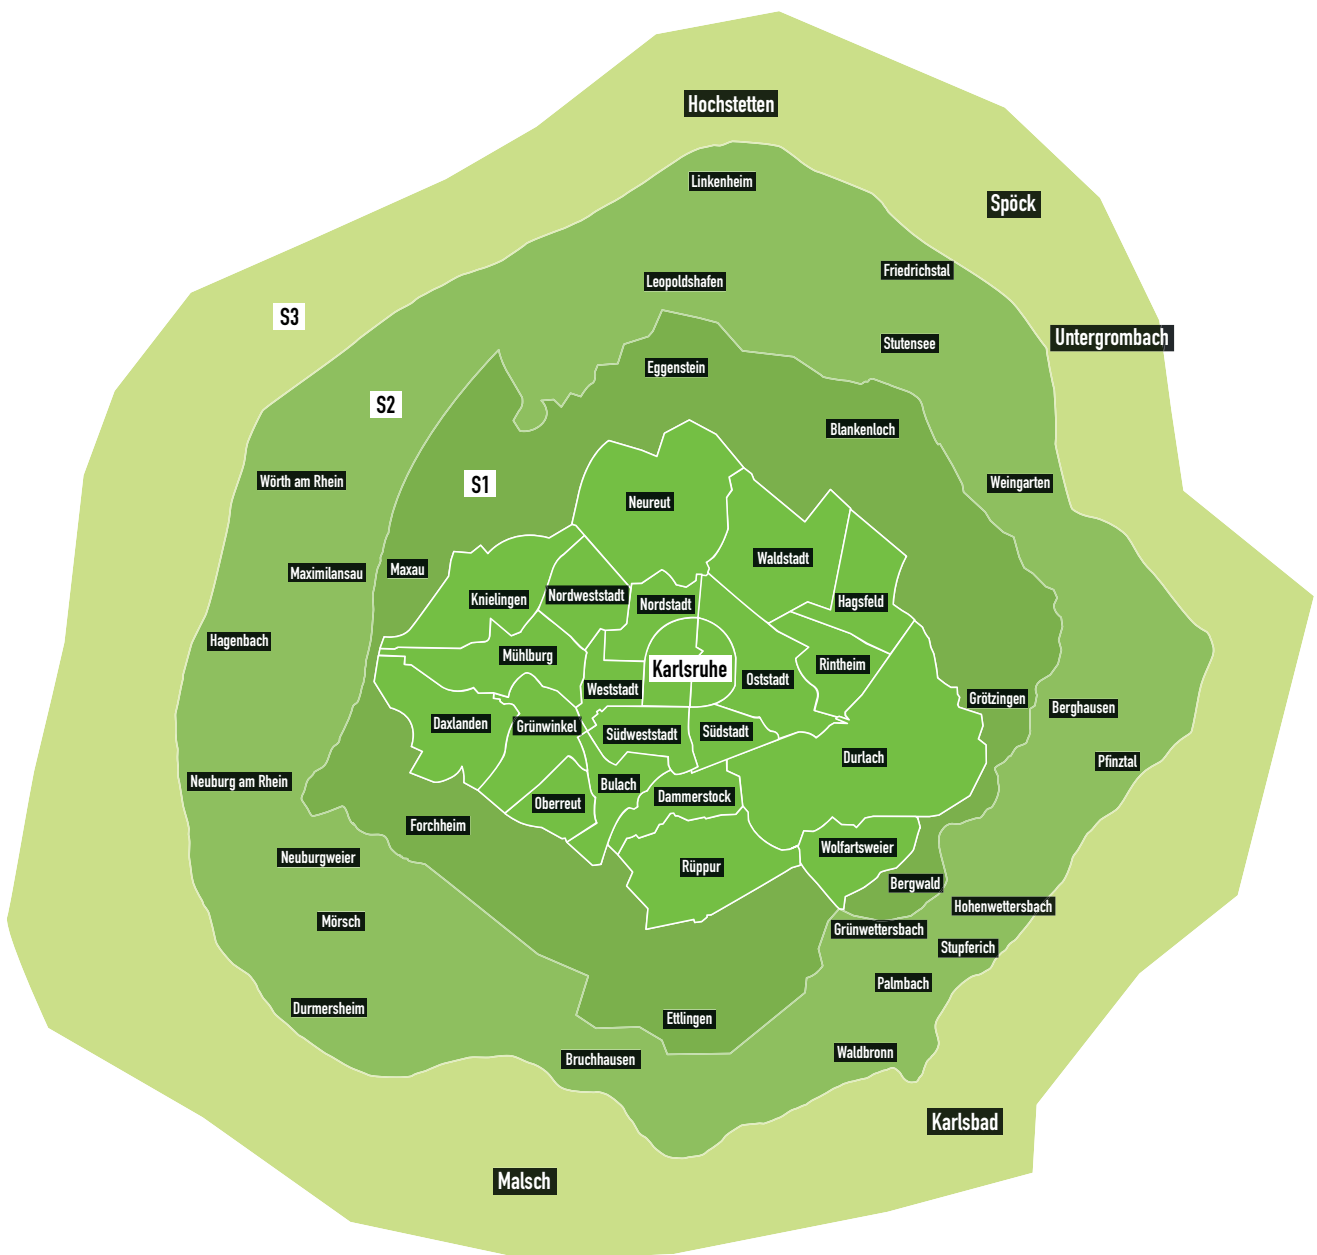 Hochstetten
Linkenheim
Spöck
Friedrichstal
Leopoldshafen
S3
Untergrombach
Stutensee
Eggenstein
S2
Blankenloch
Wörth am Rhein
S1
Weingarten
Neureut
Waldstadt
Maxau
Maximilansau
Nordweststadt
Knielingen
Nordstadt
Hagsfeld
Hagenbach
Mühlburg
Rintheim
Karlsruhe
Oststadt
Weststadt
Grötzingen
Berghausen
Daxlanden
Grünwinkel
Südweststadt
Südstadt
Durlach
Pfinztal
Neuburg am Rhein
Bulach
Dammerstock
Oberreut
Forchheim
Wolfartsweier
Neuburgweier
Rüppur
Bergwald
Hohenwettersbach
Mörsch
Grünwettersbach
Stupferich
Palmbach
Durmersheim
Ettlingen
Waldbronn
Bruchhausen
Karlsbad
Malsch